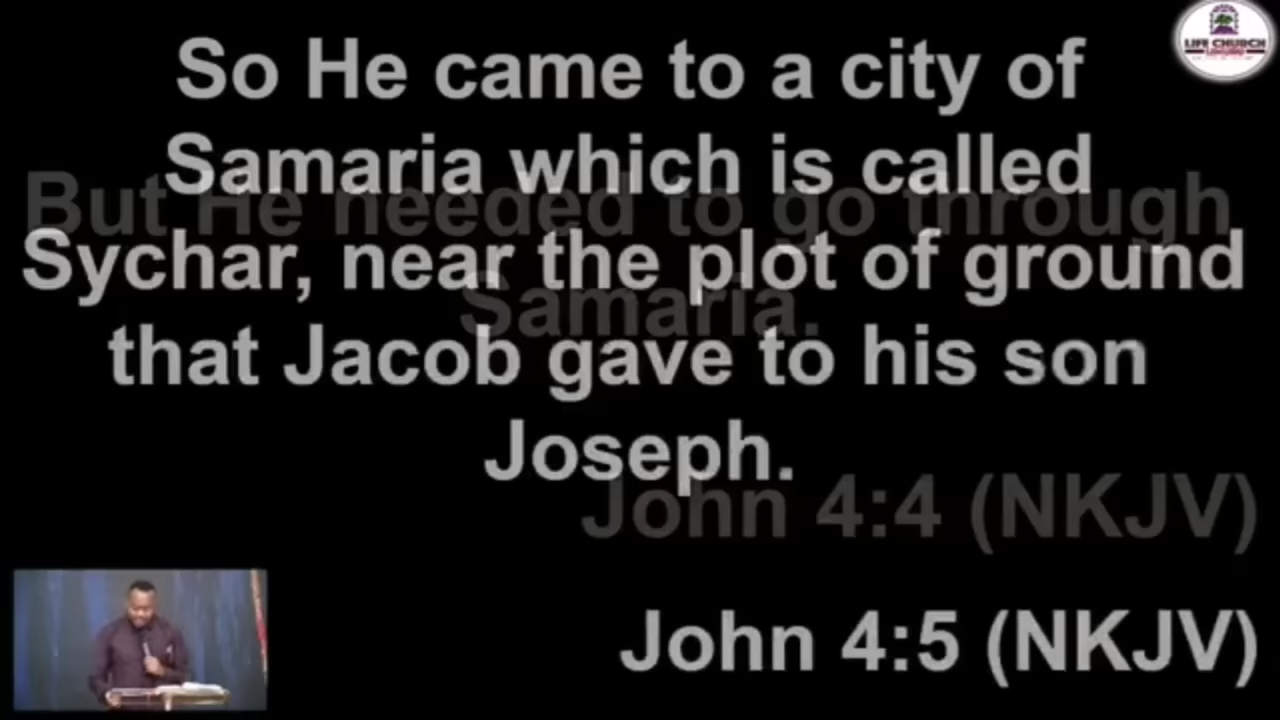 So He came to a city of
Samaria which is called
But He needed to go through
Sychar, near the plot of ground
Samaria.
that Jacob gave to his son
Joseph.
John 4:4 (NKJV)
John 4:5 (NKJV)
LIFE CHURCH